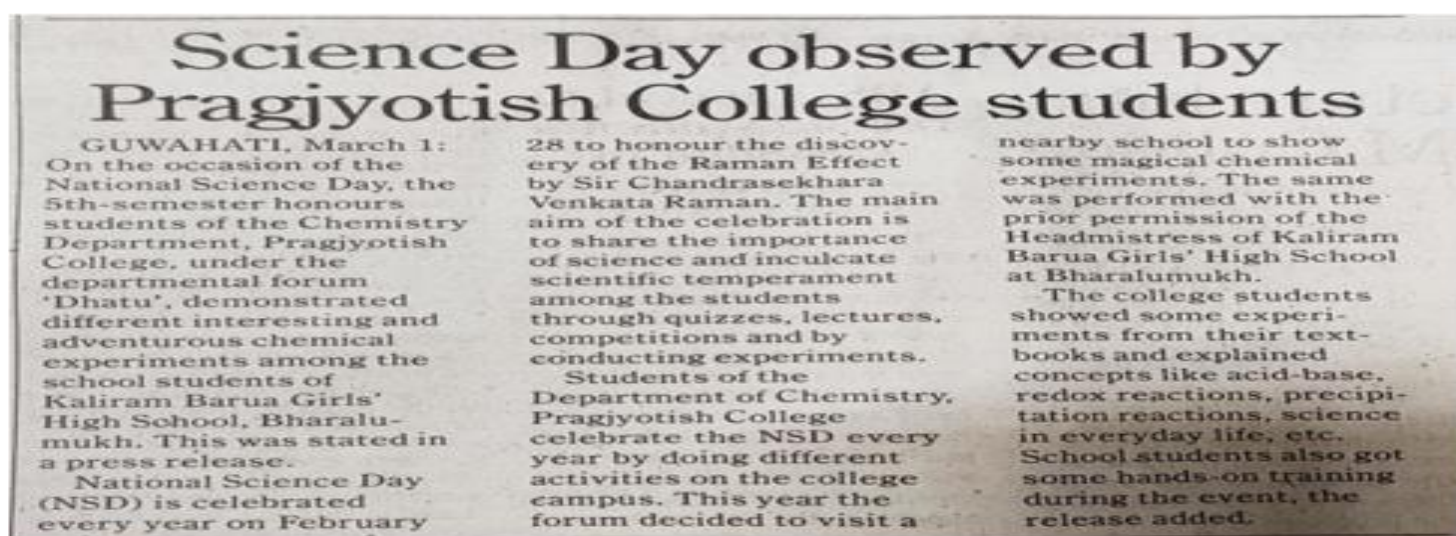 Science Day observed by
Pragjyotish College students
GUWAHATI, March 1:
On the occasion of the
National Science Day, the
5th-semester honours
students of the Chemistry
Department, Pragjyotish
College, under the
departmental forum
'Dhatu', demonstrated
different interesting and
adventurous chemical
experiments among the
school students of
Kaliram Barua Girls'
High School, Bharalu-
mukh. This was stated in
a press release.
National Science Day
(NSD) is celebrated
every year on February
28 to honour the discov-
ery of the Raman Effect
by Sir Chandrasekhara
Venkata Raman. The main
aim of the celebration is
to share the importance
of science and inculcate
scientific temperament
among the students
through quizzes, lectures,
competitions and by
conducting experiments.
Students of the
Department of Chemistry,
Pragjyotish College
celebrate the NSD every
year by doing different
activities on the college
campus. This year the
forum decided to visit a
nearby school to show
some magical chemical
experiments. The same
was performed with the
prior permission of the
Headmistress of Kaliram
Barua Girls' High School
at Bharalumukh.
The college students
showed some experi-
ments from their text-
books and explained
concepts like acid-base,
redox reactions, precipi-
tation reactions, science
in everyday life, etc.
School students also got
some hands-on training
during the event, the
release added.